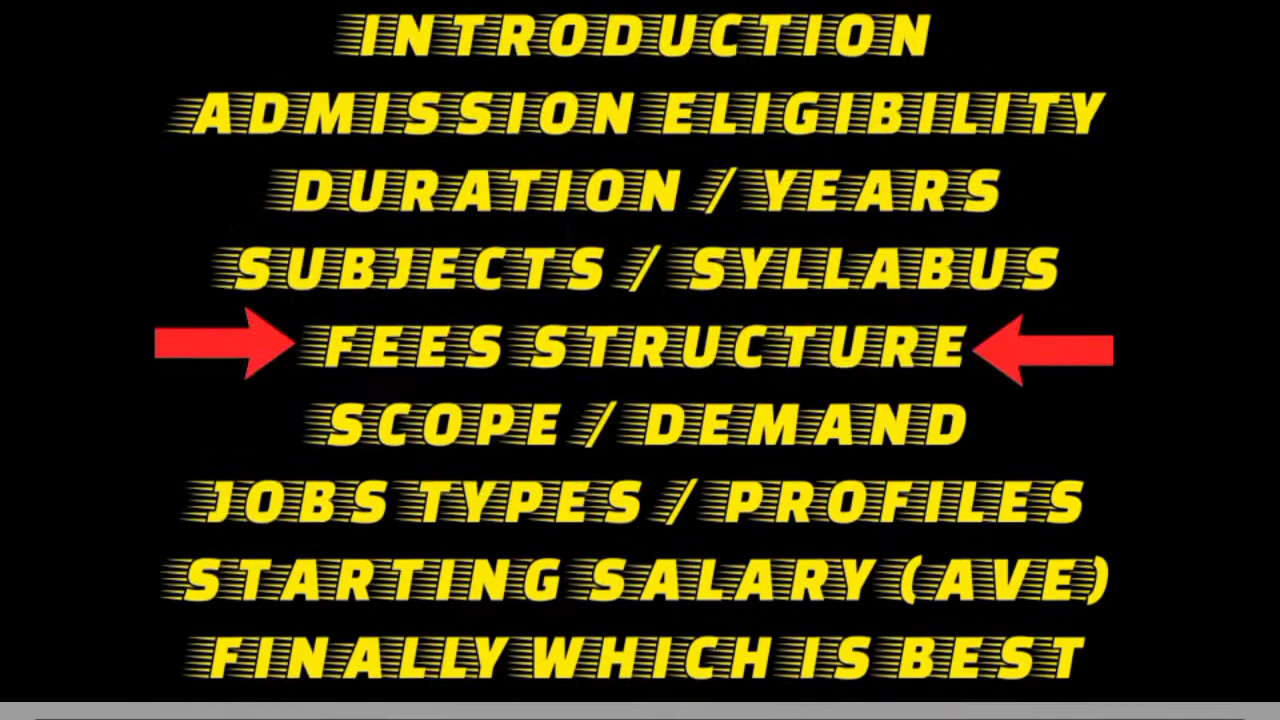 INTRODUCTION
ADMISSION ELIGIBILITY
DURATION / YEARS
SUBJECTS / SYLLABUS
FEES STRUCTURE
SCOPE / DEMAND
JOBS TYPES / PROFILES
STARTING SALARY (AVE)
FINALLY WHICH IS BEST